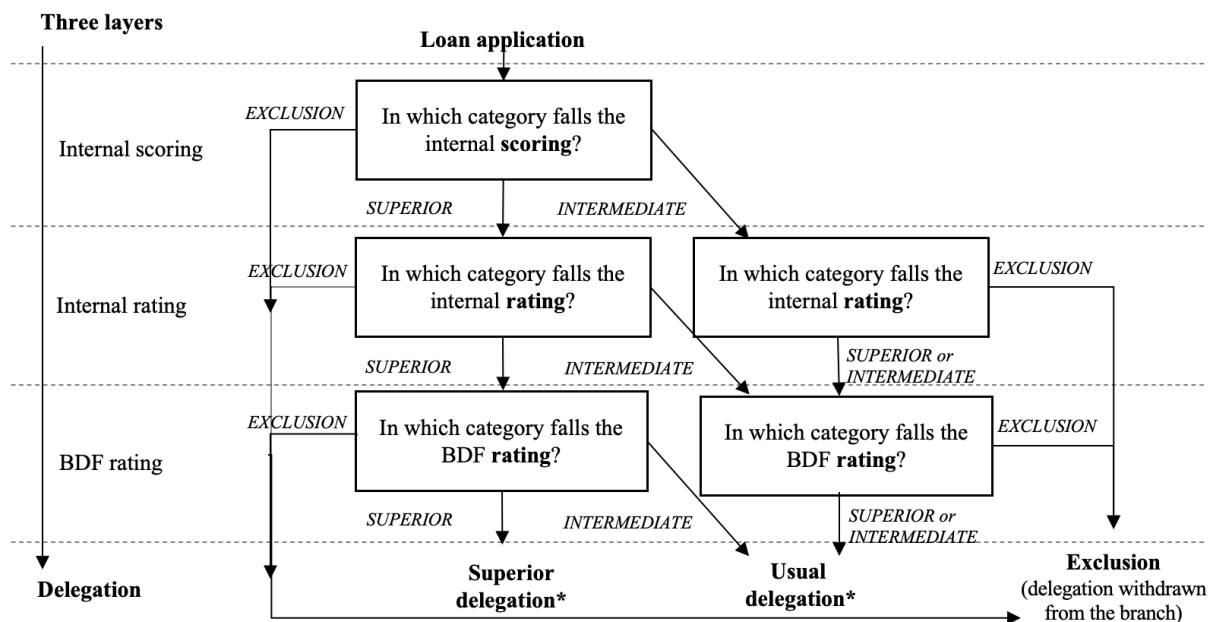 Three layers
Loan application
EXCLUSION
In which category falls the
internal scoring?
Internal scoring
SUPERIOR
INTERMEDIATE
EXCLUSION
In which category falls the
internal rating?
In which category falls the
internal rating?
EXCLUSION
Internal rating
SUPERIOR
INTERMEDIATE
SUPERIOR or
INTERMEDIATE
EXCLUSION
In which category falls the
BDF rating?
In which category falls the
BDF rating?
EXCLUSION
BDF rating
SUPERIOR
INTERMEDIATE
SUPERIOR or
INTERMEDIATE
Delegation
Superior
delegation*
Usual
delegation*
Exclusion
(delegation withdrawn
from the branch)